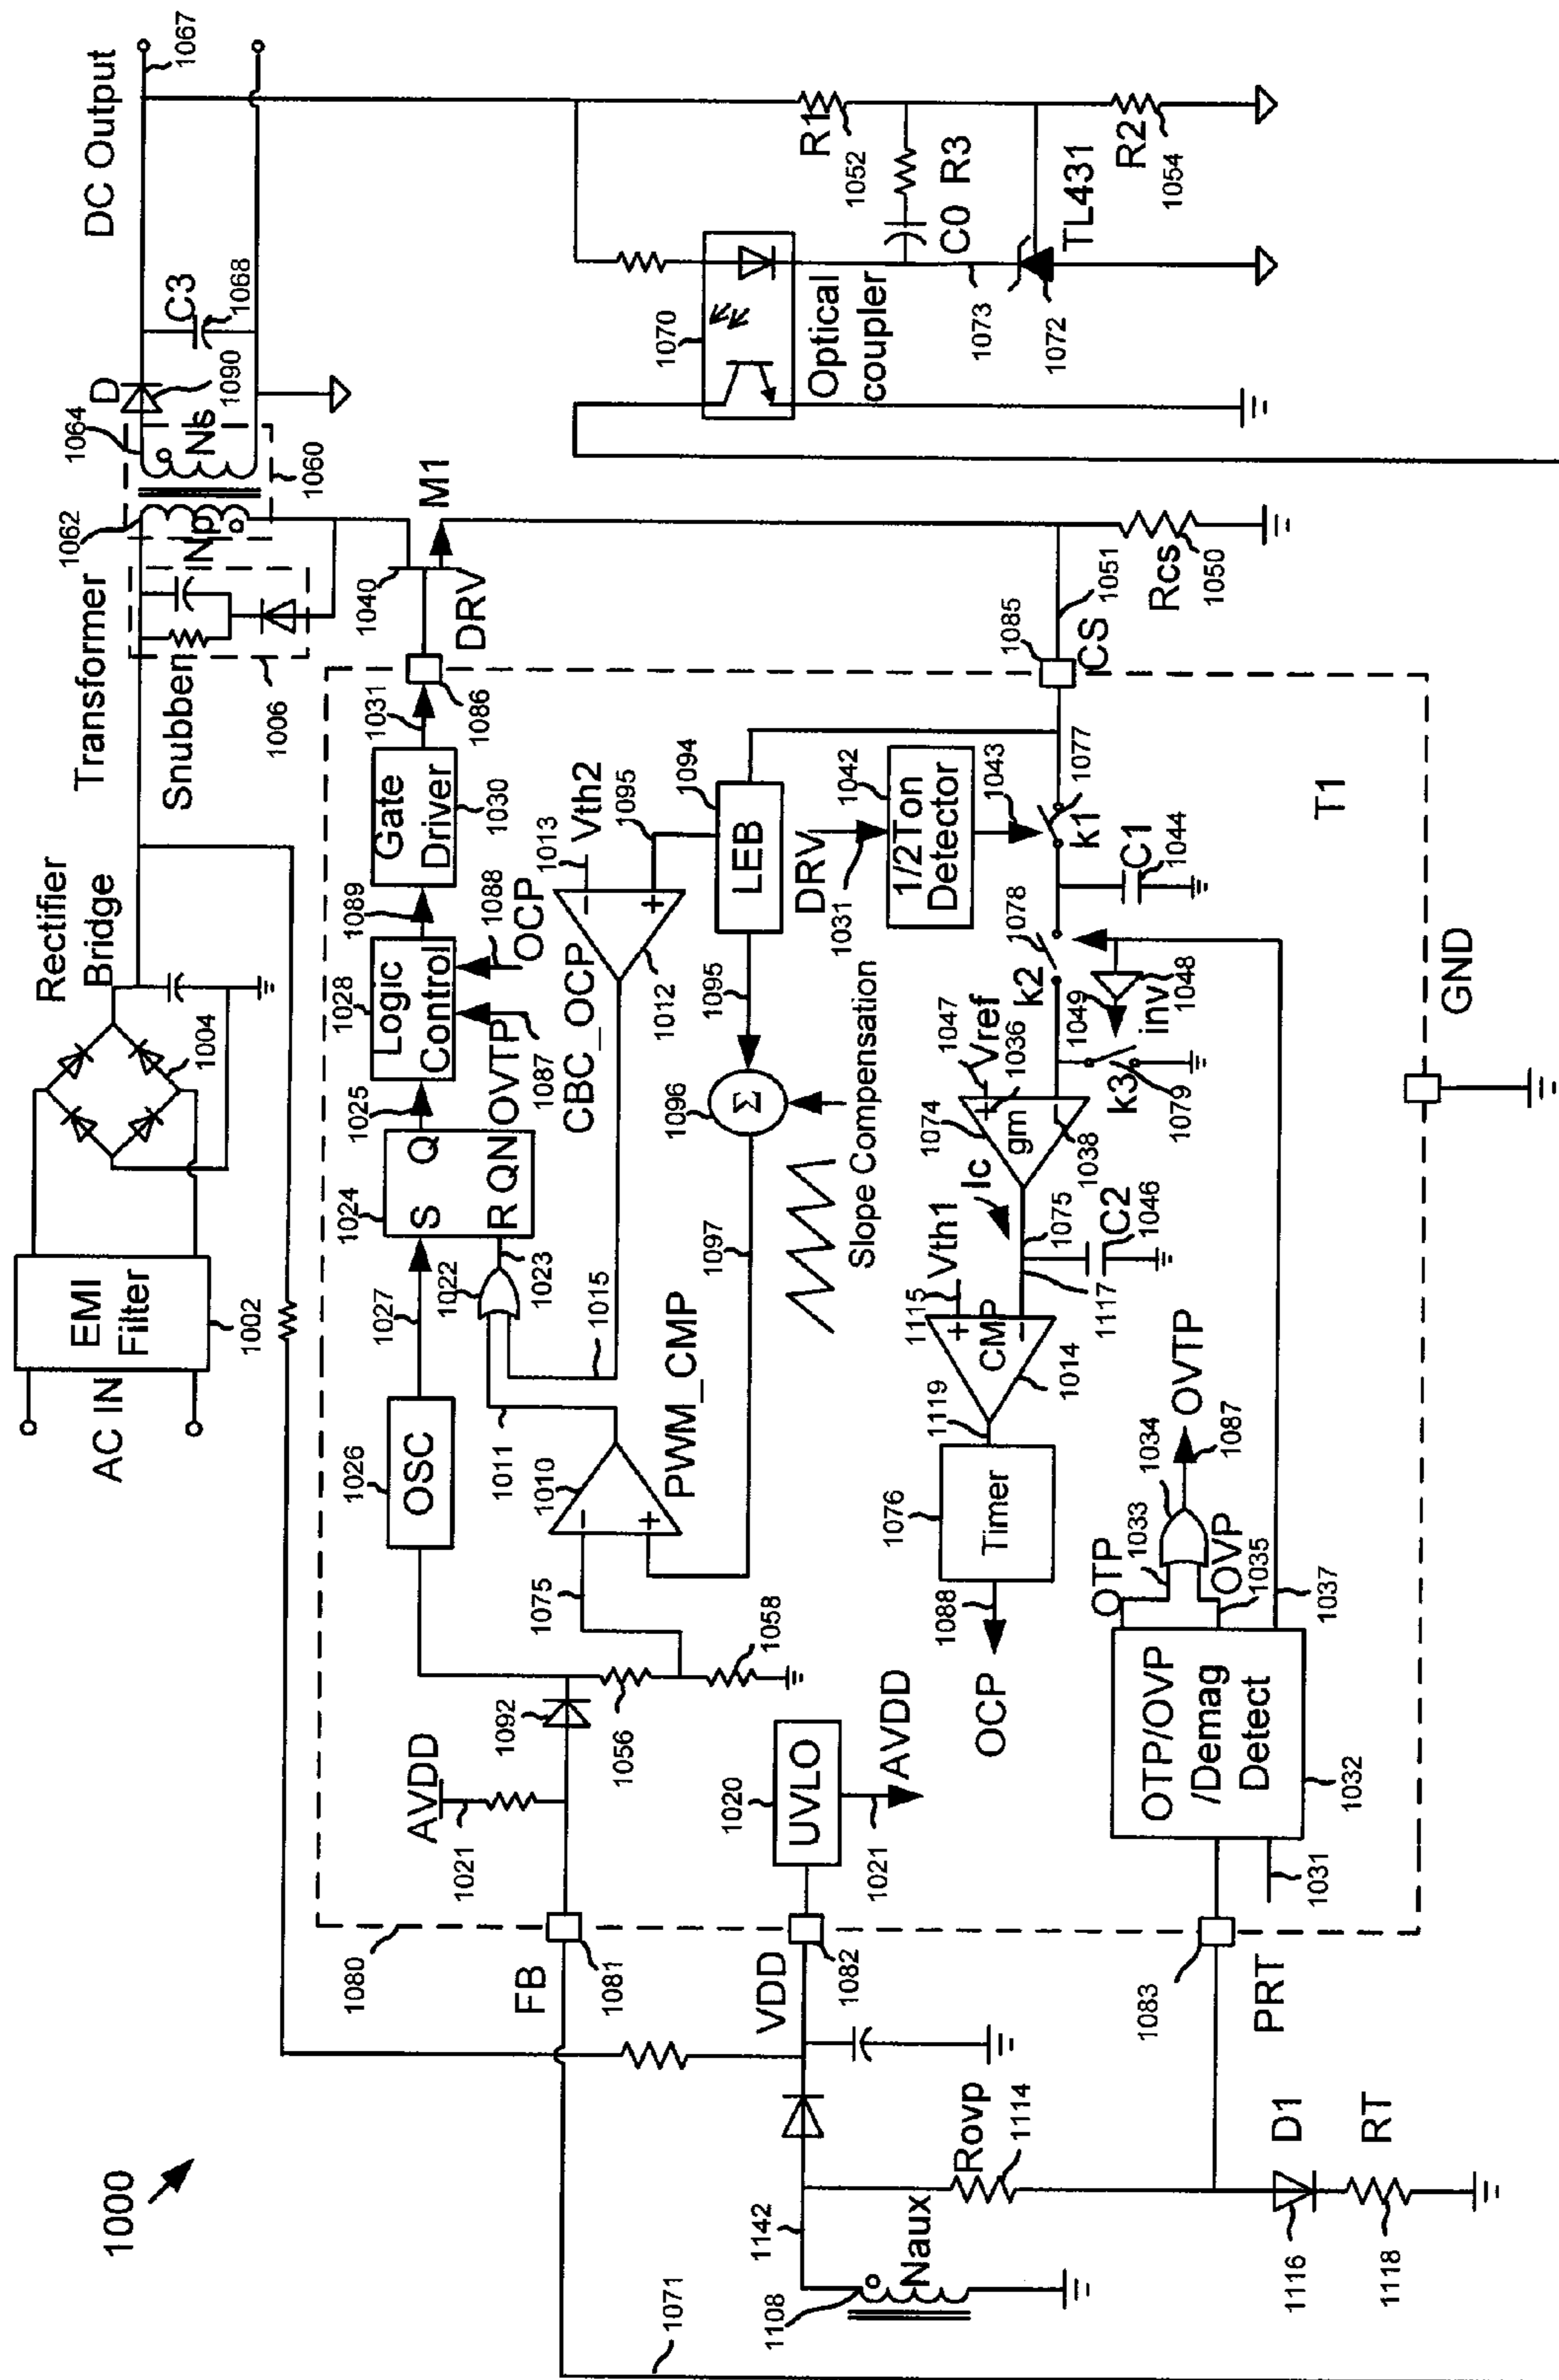 1000
AC IN
EMI
Filter
1002
Rectifier
Bridge
1004
Transformer
Snubben
1006
1062
Np
1064
Ns
1060
D
1090
C3
1068
DC Output
1067
1080
AVDD
1021
1026
OSC
1027
1024
S
Q
R
QN
1025
1028
Logic
Control
1089
Gate
Driver
1030
1031
1086
1040
DRV
M1
1022
1023
OVTP
1087
1088
OCP
FB
1081
1092
1056
1058
1075
1010
1011
PWM_CMP
1015
CBC_OCP
1012
1013
Vth2
1095
1094
LEB
1095
1096
Σ
1097
Slope Compensation
DRV
1031
1042
1/2Ton
Detector
1043
1085
CS
1051
Rcs
1050
1077
k1
C1
1044
1078
k2
1047
Vref
1036
1074
gm
1038
Ic
1075
1049
inv
1048
k3
1079
C2
1046
Vth1
1115
CMP
1117
1014
1119
1076
Timer
1088
OCP
VDD
1082
1020
UVLO
1021
AVDD
1070
Optical
coupler
R1
1052
C0
R3
1073
1072
TL431
R2
1054
1142
1108
Naux
Rovp
1114
1083
PRT
OTP/OVP
/Demag
Detect
1032
1031
OTP
1033
1034
OVTP
1087
OVP
1035
1037
T1
GND
1116
D1
1118
RT
1071